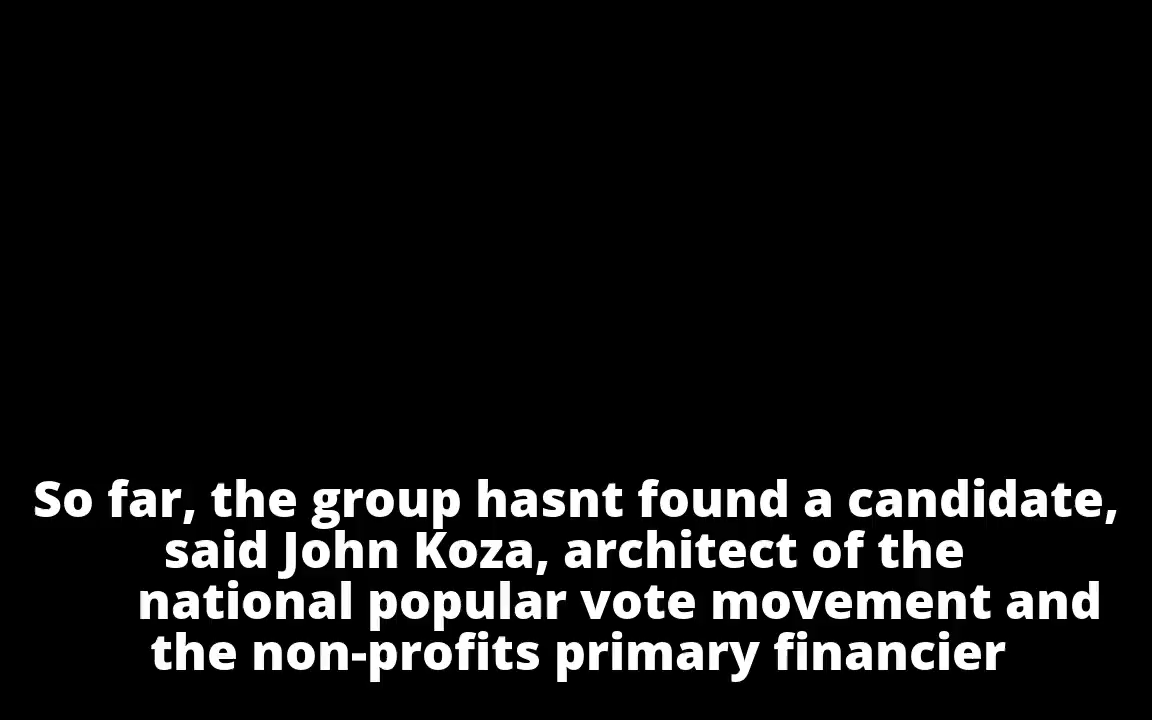 So far, the group hasnt found a candidate,
said John Koza, architect of the
national popular vote movement and
the non-profits primary financier